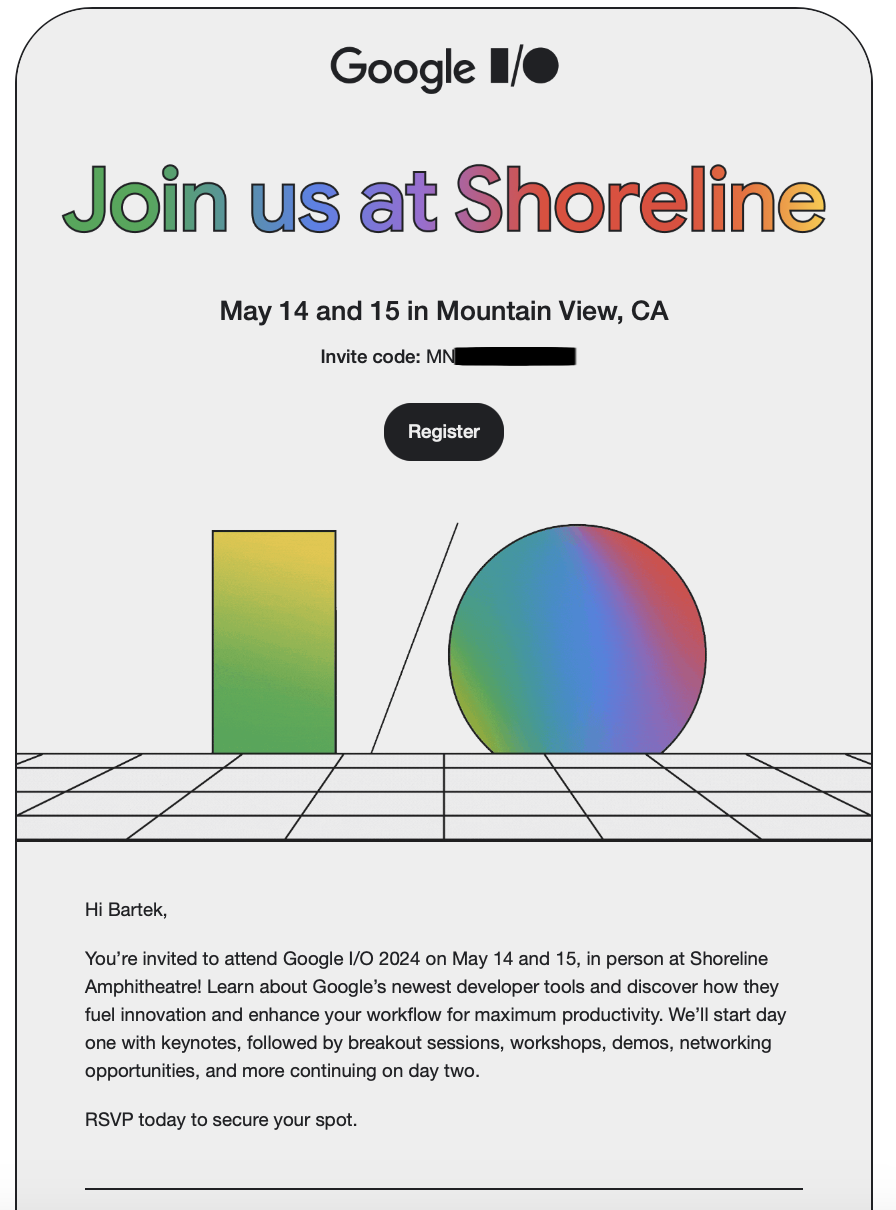 Google I/O
Join us at Shoreline
May 14 and 15 in Mountain View, CA
Invite code: MN
Register
Hi Bartek,
You’re invited to attend Google I/O 2024 on May 14 and 15, in person at Shoreline
Amphitheatre! Learn about Google’s newest developer tools and discover how they
fuel innovation and enhance your workflow for maximum productivity. We’ll start day
one with keynotes, followed by breakout sessions, workshops, demos, networking
opportunities, and more continuing on day two.
RSVP today to secure your spot.